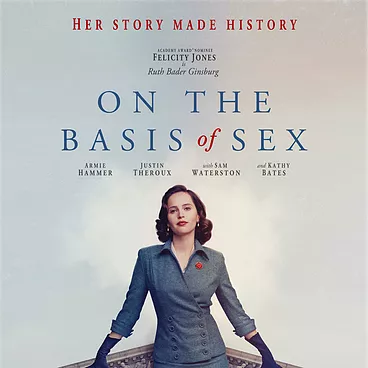 HER STORY MADE HISTORY
ACADEMY AWARD® NOMINEE
FELICITY JONES
is
Ruth Bader Ginsburg
ON THE
BASIS of SEX
ARMIE HAMMER
JUSTIN THEROUX
with SAM WATERSTON
and KATHY BATES